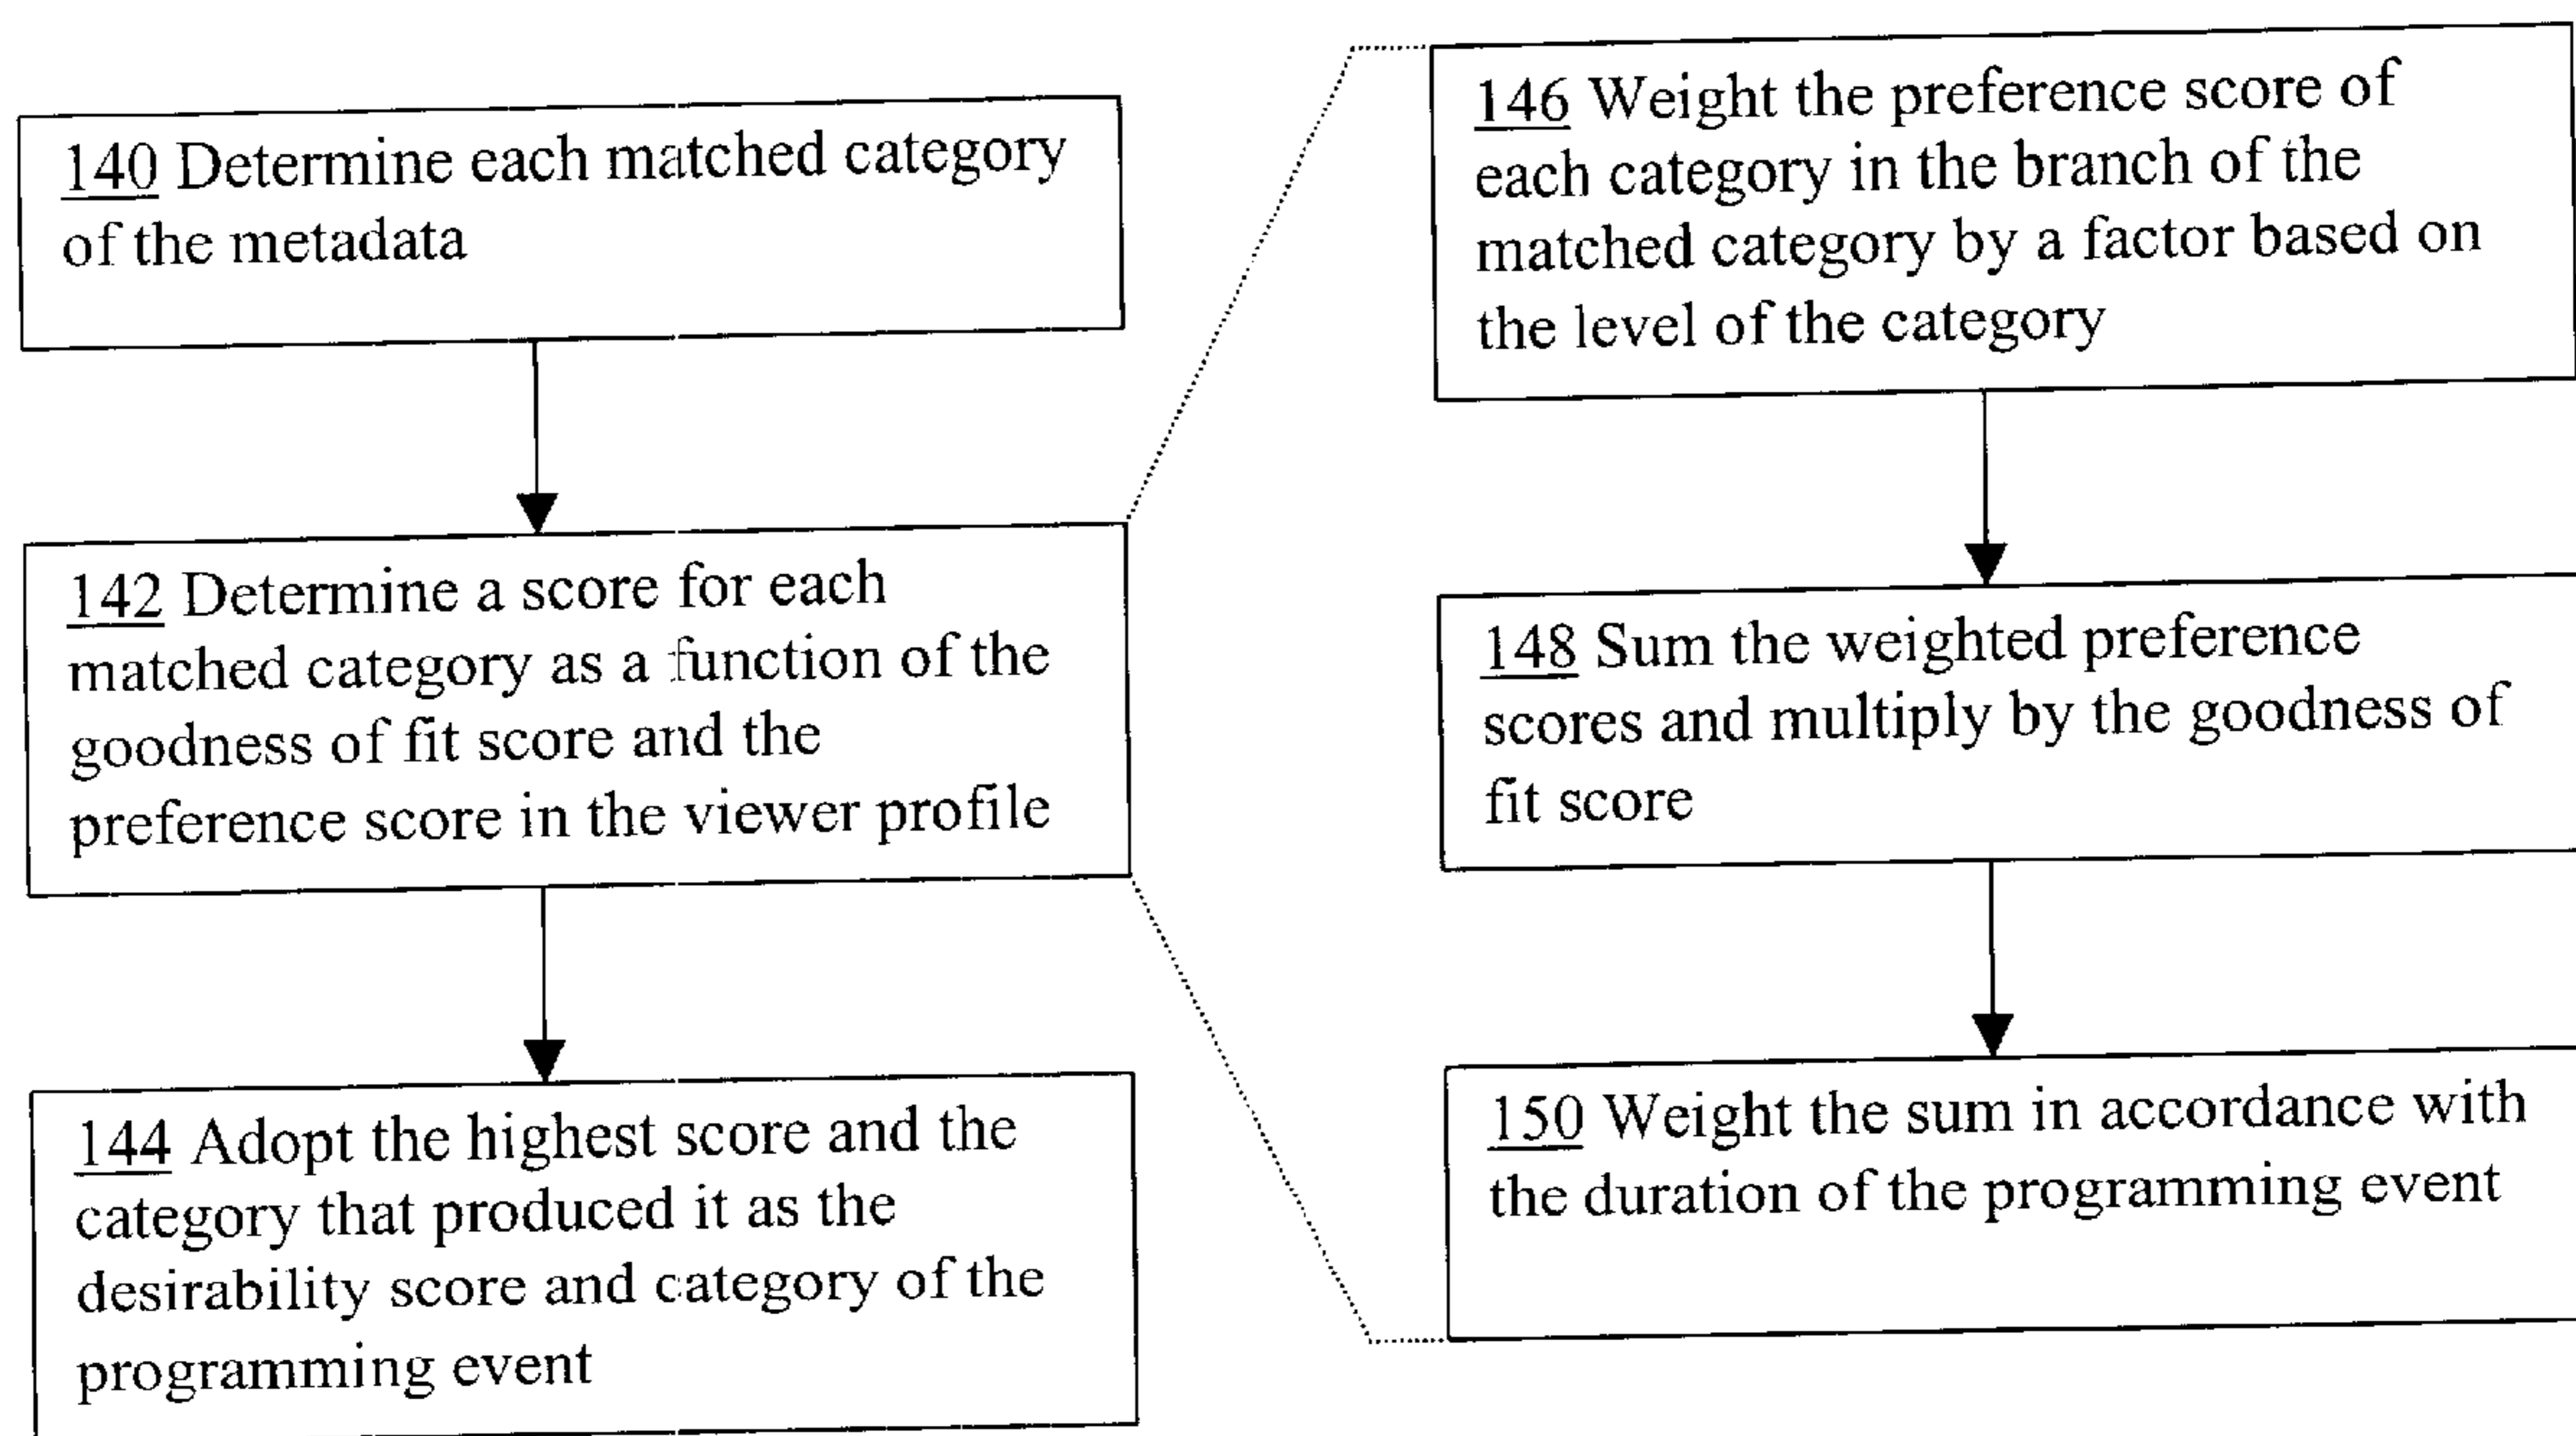 140 Determine each matched category
of the metadata
142 Determine a score for each
matched category as a function of the
goodness of fit score and the
preference score in the viewer profile
144 Adopt the highest score and the
category that produced it as the
desirability score and category of the
programming event
146 Weight the preference score of
each category in the branch of the
matched category by a factor based on
the level of the category
148 Sum the weighted preference
scores and multiply by the goodness of
fit score
150 Weight the sum in accordance with
the duration of the programming event